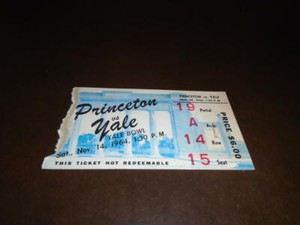 Princeton
vs
Yale
YALE BOWL
Sat., Nov. 14, 1964, 1:30 P.M.
THIS TICKET NOT REDEEMABLE
PRINCETON vs. YALE
19 Portal
A
14 Row
15 Seat
PRICE $6.00